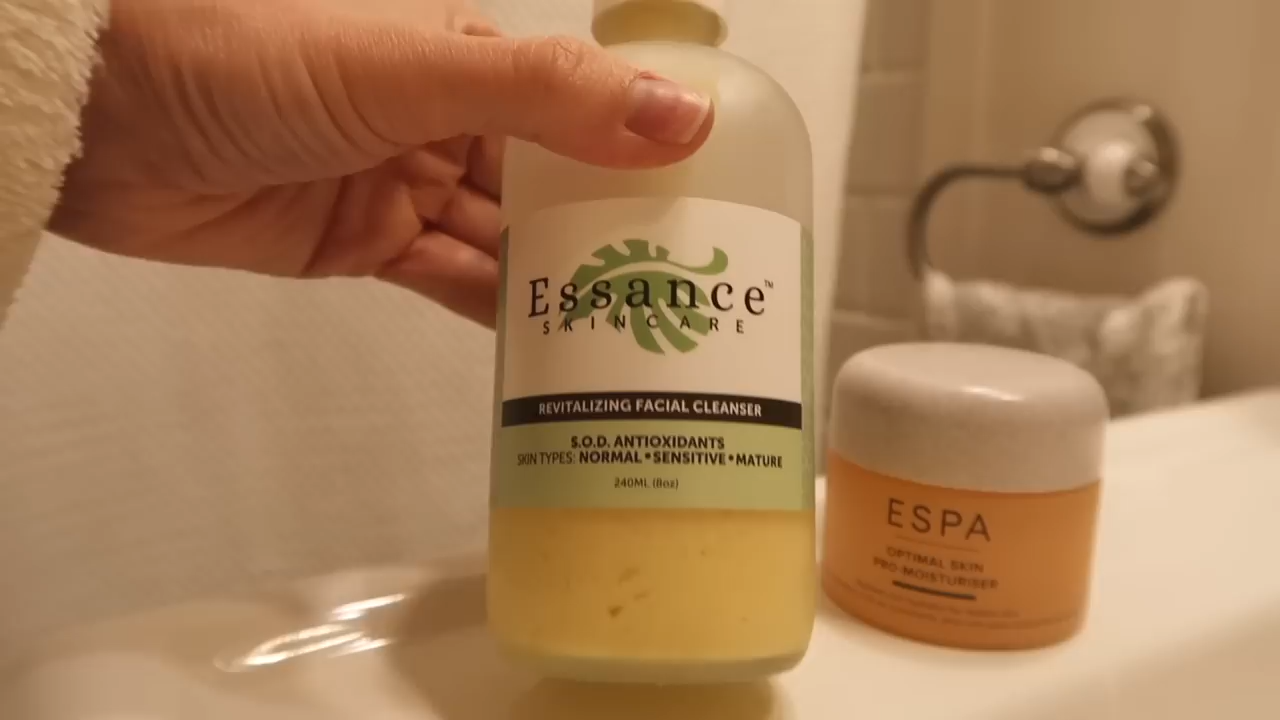 Essance™
SKINCARE
REVITALIZING FACIAL CLEANSER
S.O.D. ANTIOXIDANTS
SKIN TYPES: NORMAL • SENSITIVE • MATURE
240ML (8oz)
ESPA
OPTIMAL SKIN
PRO-MOISTURISER